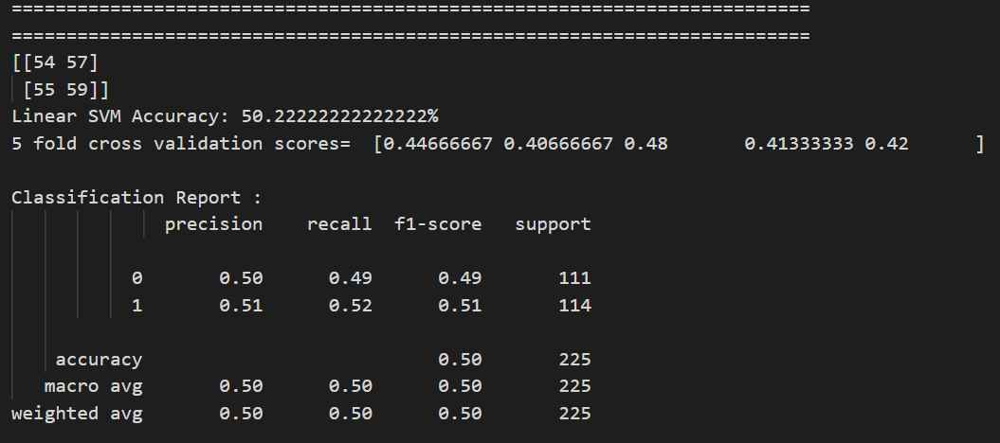 =========================================================================
=========================================================================
[[54 57]
 [55 59]]
Linear SVM Accuracy: 50.22222222222222%
5 fold cross validation scores=  [0.44666667 0.40666667 0.48       0.41333333 0.42      ]

Classification Report :
              precision    recall  f1-score   support

           0       0.50      0.49      0.49       111
           1       0.51      0.52      0.51       114

    accuracy                           0.50       225
   macro avg       0.50      0.50      0.50       225
weighted avg       0.50      0.50      0.50       225